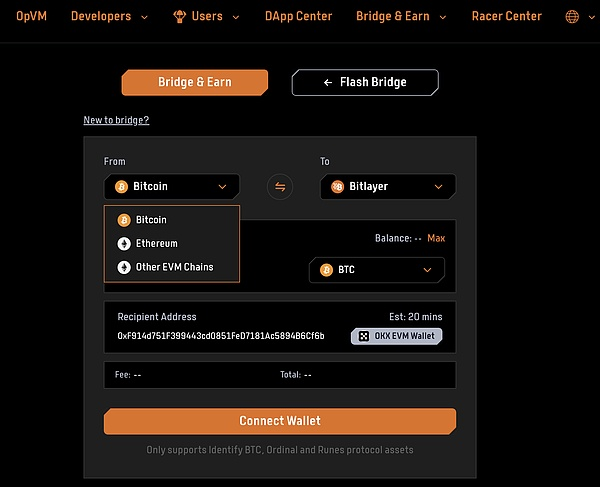 OpVM Developers Users DApp Center Bridge & Earn Racer Center
Bridge & Earn ← Flash Bridge
New to bridge?
From To
Bitcoin Bitlayer
Bitcoin
Ethereum
Other EVM Chains
Balance: -- Max
BTC
Recipient Address Est: 20 mins
0xF914d751F399443cd0851FeD7181Ac5894B6Cf6b OKX EVM Wallet
Fee: -- Total: --
Connect Wallet
Only supports Identify BTC, Ordinal and Runes protocol assets